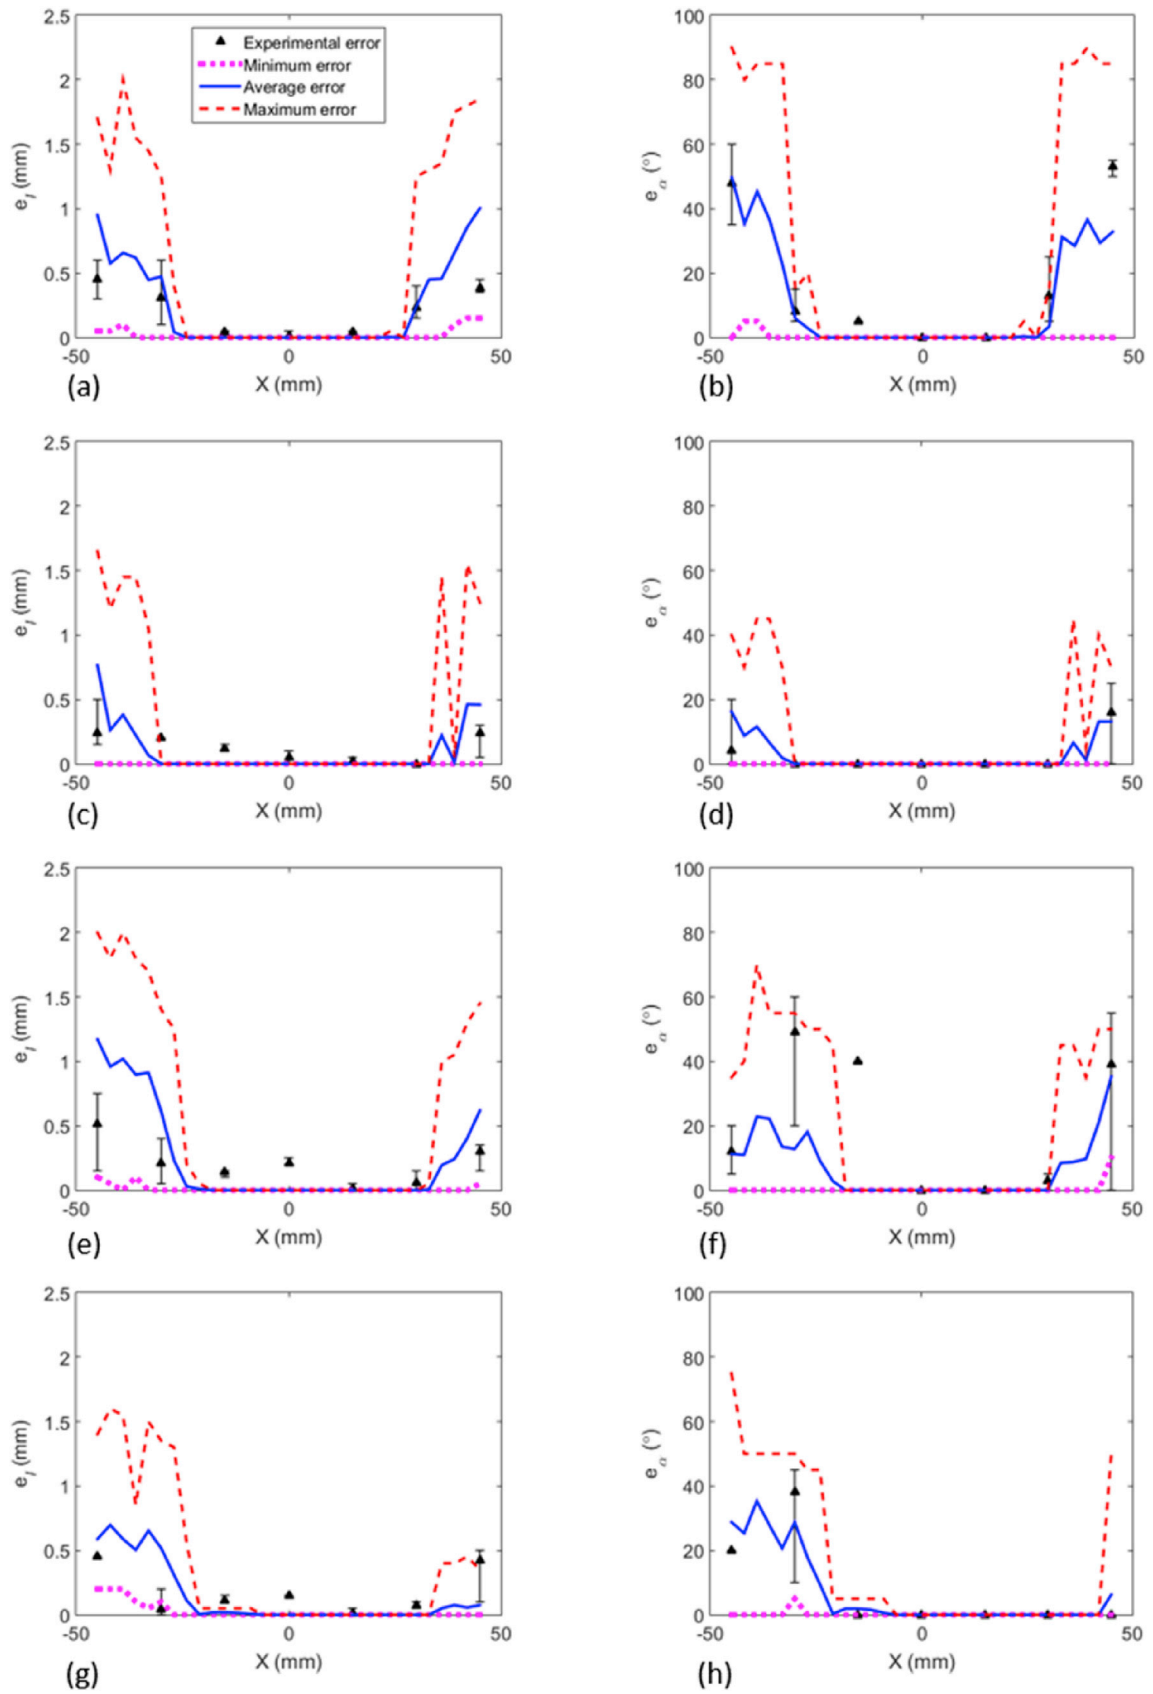 2.5
2
1.5
1
0.5
0
e_l (mm)
-50 0 50
X (mm)
(a)
Experimental error
Minimum error
Average error
Maximum error
100
80
60
40
20
0
e_α (°)
-50 0 50
X (mm)
(b)
2.5
2
1.5
1
0.5
0
e_l (mm)
-50 0 50
X (mm)
(c)
100
80
60
40
20
0
e_α (°)
-50 0 50
X (mm)
(d)
2.5
2
1.5
1
0.5
0
e_l (mm)
-50 0 50
X (mm)
(e)
100
80
60
40
20
0
e_α (°)
-50 0 50
X (mm)
(f)
2.5
2
1.5
1
0.5
0
e_l (mm)
-50 0 50
X (mm)
(g)
100
80
60
40
20
0
e_α (°)
-50 0 50
X (mm)
(h)